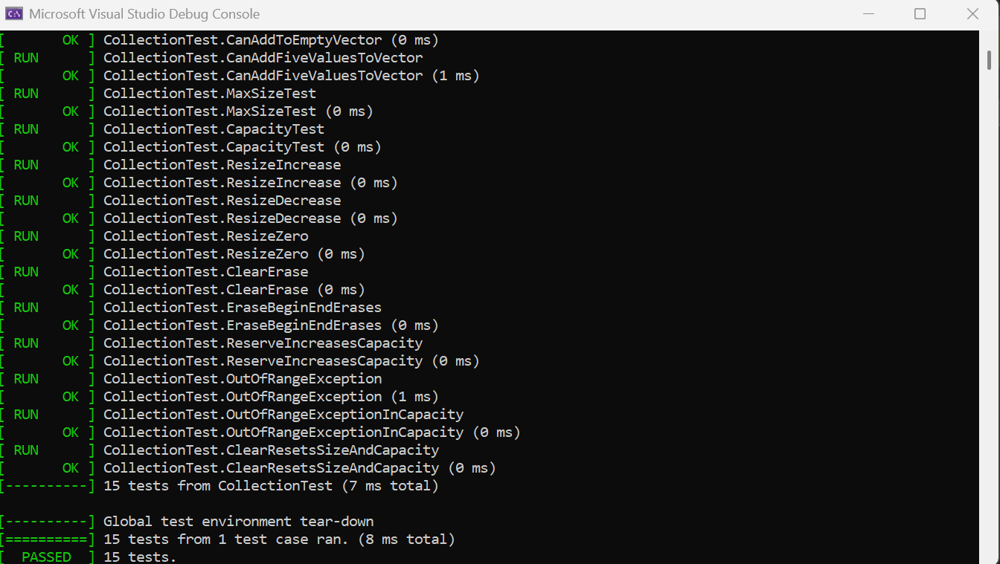 Microsoft Visual Studio Debug Console
[       OK ] CollectionTest.CanAddToEmptyVector (0 ms)
[ RUN      ] CollectionTest.CanAddFiveValuesToVector
[       OK ] CollectionTest.CanAddFiveValuesToVector (1 ms)
[ RUN      ] CollectionTest.MaxSizeTest
[       OK ] CollectionTest.MaxSizeTest (0 ms)
[ RUN      ] CollectionTest.CapacityTest
[       OK ] CollectionTest.CapacityTest (0 ms)
[ RUN      ] CollectionTest.ResizeIncrease
[       OK ] CollectionTest.ResizeIncrease (0 ms)
[ RUN      ] CollectionTest.ResizeDecrease
[       OK ] CollectionTest.ResizeDecrease (0 ms)
[ RUN      ] CollectionTest.ResizeZero
[       OK ] CollectionTest.ResizeZero (0 ms)
[ RUN      ] CollectionTest.ClearErase
[       OK ] CollectionTest.ClearErase (0 ms)
[ RUN      ] CollectionTest.EraseBeginEndErases
[       OK ] CollectionTest.EraseBeginEndErases (0 ms)
[ RUN      ] CollectionTest.ReserveIncreasesCapacity
[       OK ] CollectionTest.ReserveIncreasesCapacity (0 ms)
[ RUN      ] CollectionTest.OutOfRangeException
[       OK ] CollectionTest.OutOfRangeException (1 ms)
[ RUN      ] CollectionTest.OutOfRangeExceptionInCapacity
[       OK ] CollectionTest.OutOfRangeExceptionInCapacity (0 ms)
[ RUN      ] CollectionTest.ClearResetsSizeAndCapacity
[       OK ] CollectionTest.ClearResetsSizeAndCapacity (0 ms)
[----------] 15 tests from CollectionTest (7 ms total)
[----------] Global test environment tear-down
[==========] 15 tests from 1 test case ran. (8 ms total)
[  PASSED  ] 15 tests.